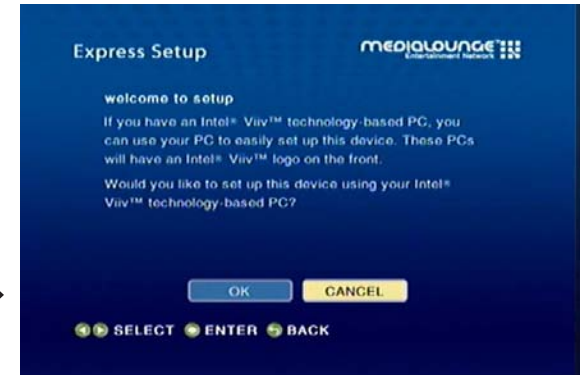 Express Setup
MEDIALOUNGE™
Entertainment Network
welcome to setup
If you have an Intel® Viiv™ technology-based PC, you
can use your PC to easily set up this device. These PCs
will have an Intel® Viiv™ logo on the front.
Would you like to set up this device using your Intel®
Viiv™ technology-based PC?
OK
CANCEL
SELECT ENTER BACK